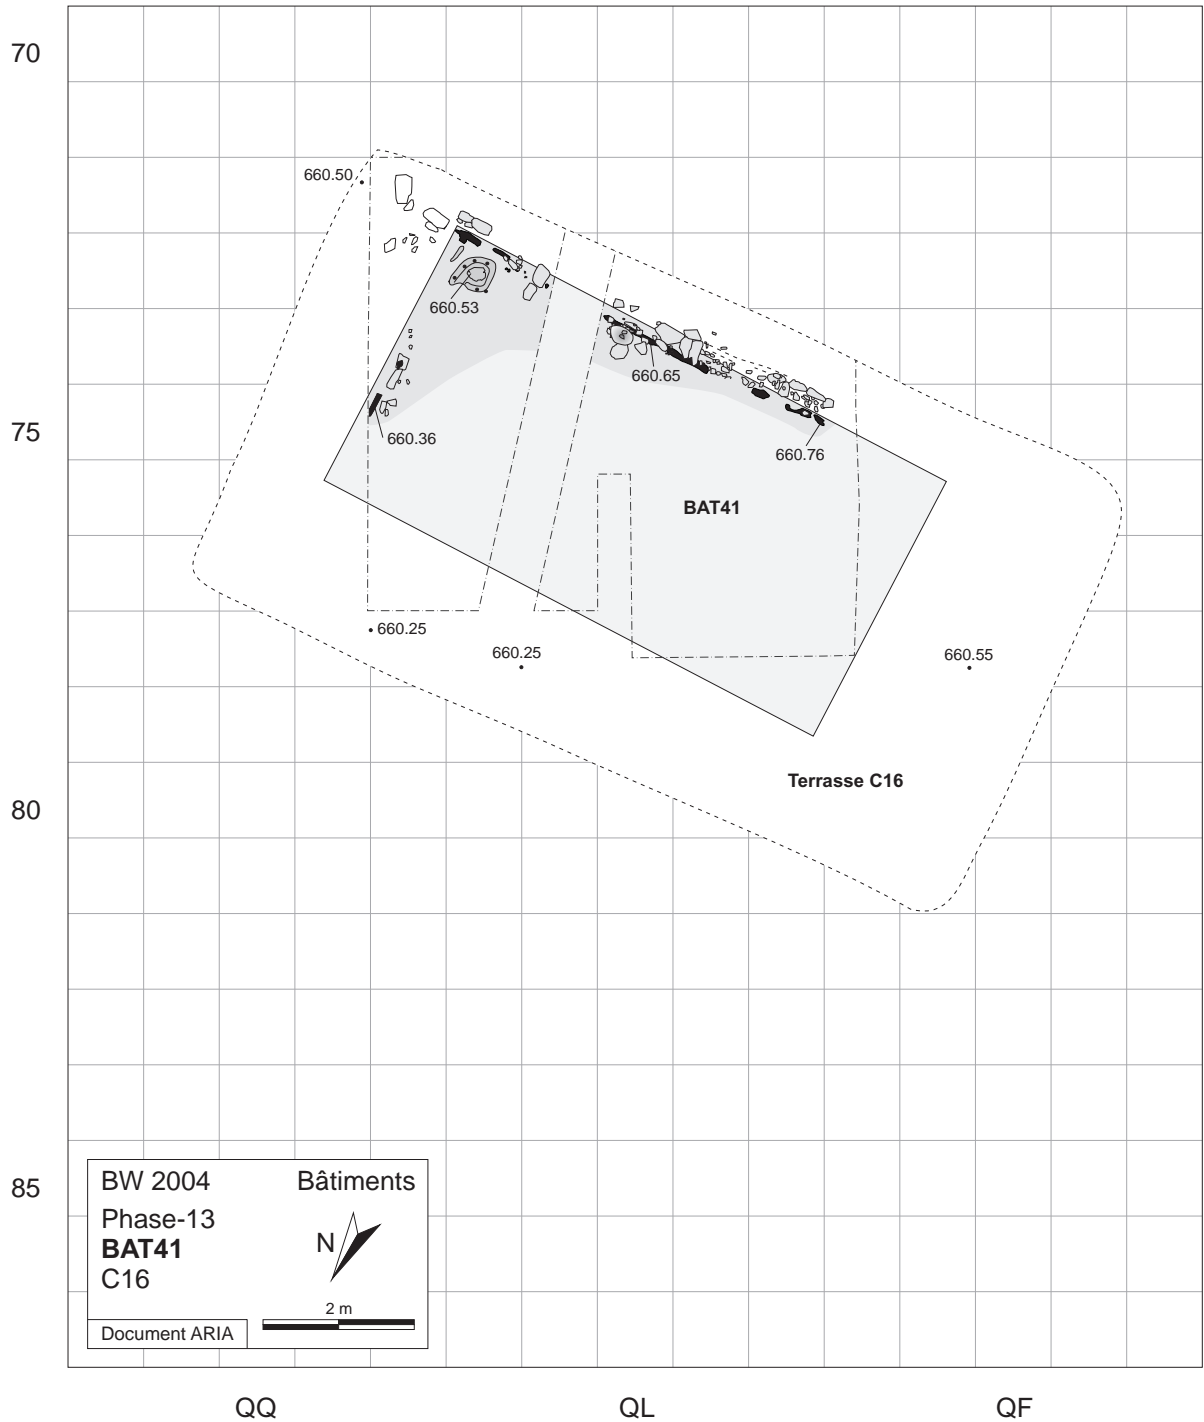 70
660.50
660.53
660.65
75
660.36
660.76
BAT41
660.25
660.25
660.55
Terrasse C16
80
85
BW 2004 Bâtiments
Phase-13
BAT41
C16
N
2 m
Document ARIA
QQ QL QF